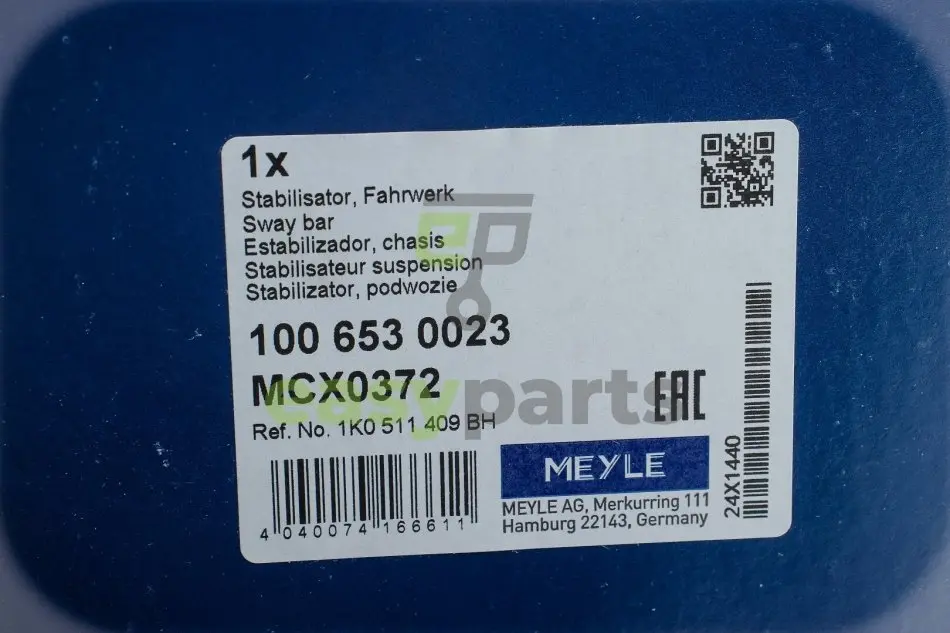 1x
Stabilisator, Fahrwerk
Sway bar
Estabilizador, chasis
Stabilisateur suspension
Stabilizator, podwozie
100 653 0023
MCX0372
easyparts
EAC
Ref. No. 1K0 511 409 BH
MEYLE
MEYLE AG, Merkurring 111
Hamburg 22143, Germany
4 040074 166611
24X1440